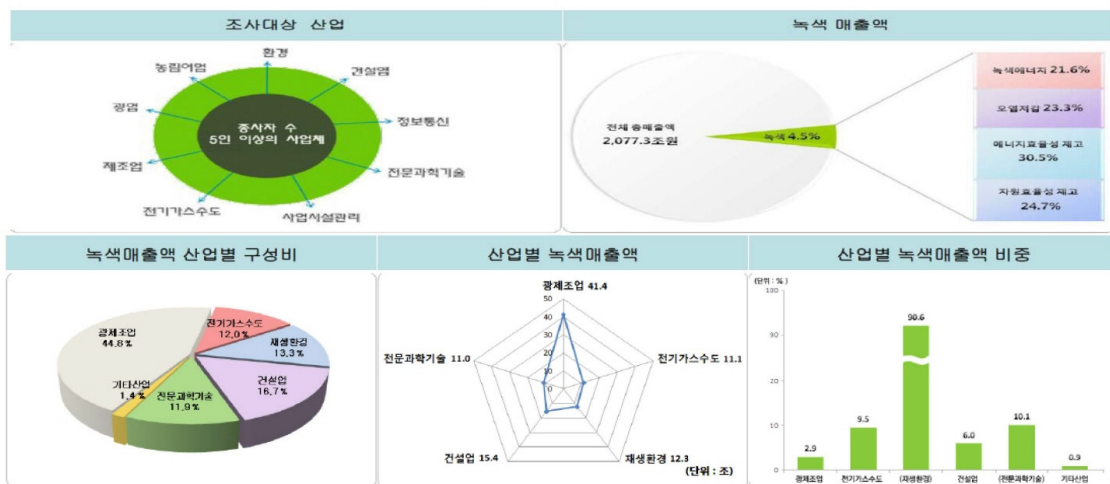 조사대상 산업
녹색 매출액
환경
농림어업
건설업
광업
종사자 수
5인 이상의 사업체
정보통신
제조업
전문과학기술
전기가스수도
사업시설관리
전체 총매출액
2,077.3조원
녹색 4.5%
녹색에너지 21.6%
오염저감 23.3%
에너지효율성 제고
30.5%
자원효율성 제고
24.7%
녹색매출액 산업별 구성비
산업별 녹색매출액
산업별 녹색매출액 비중
광제조업
44.8%
전기가스수도
12.0%
재생환경
13.3%
건설업
16.7%
전문과학기술
11.9%
기타산업
1.4%
광제조업 41.4
50
40
30
20
10
0
전문과학기술 11.0
전기가스수도 11.1
건설업 15.4
재생환경 12.3
(단위 : 조)
(단위 : %)
100
90
20
10
0
2.9
9.5
90.6
6.0
10.1
0.9
광제조업
전기가스수도
(재생환경)
건설업
(전문과학기술)
기타산업